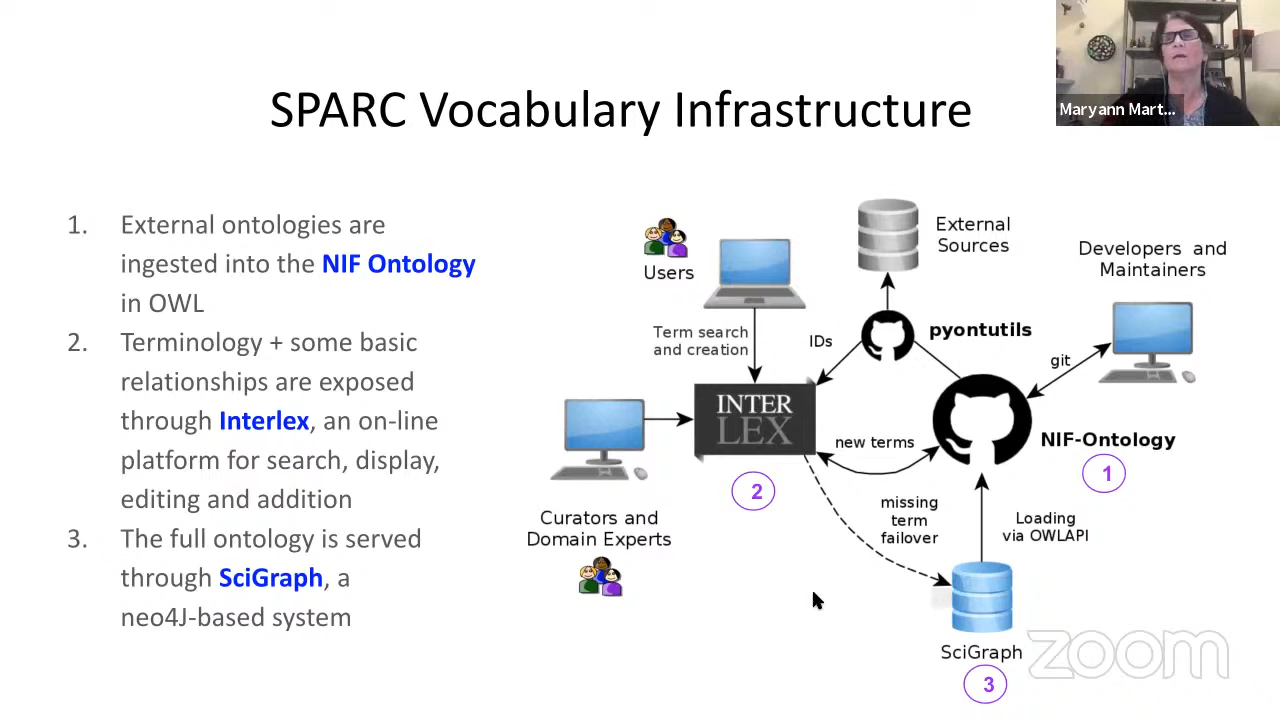 SPARC Vocabulary Infrastructure
Maryann Mart...
1. External ontologies are
ingested into the NIF Ontology
in OWL
2. Terminology + some basic
relationships are exposed
through Interlex, an on-line
platform for search, display,
editing and addition
3. The full ontology is served
through SciGraph, a
neo4J-based system
Users
External
Sources
Developers and
Maintainers
Term search
and creation
IDs
pyontutils
git
INTER
LEX
new terms
NIF-Ontology
1
2
Curators and
Domain Experts
missing
term
failover
Loading
via OWLAPI
SciGraph
3
zoom